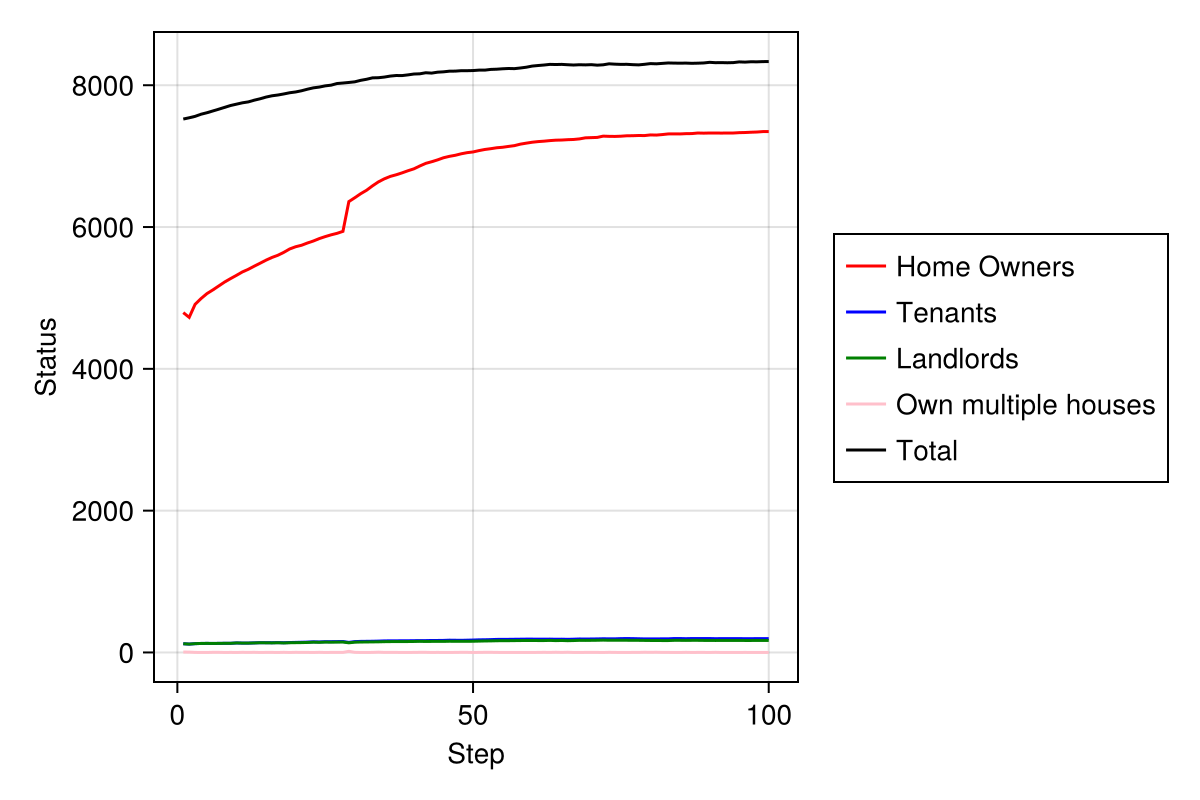 8000
6000
4000
2000
0
Status
0 50 100
Step
Home Owners
Tenants
Landlords
Own multiple houses
Total